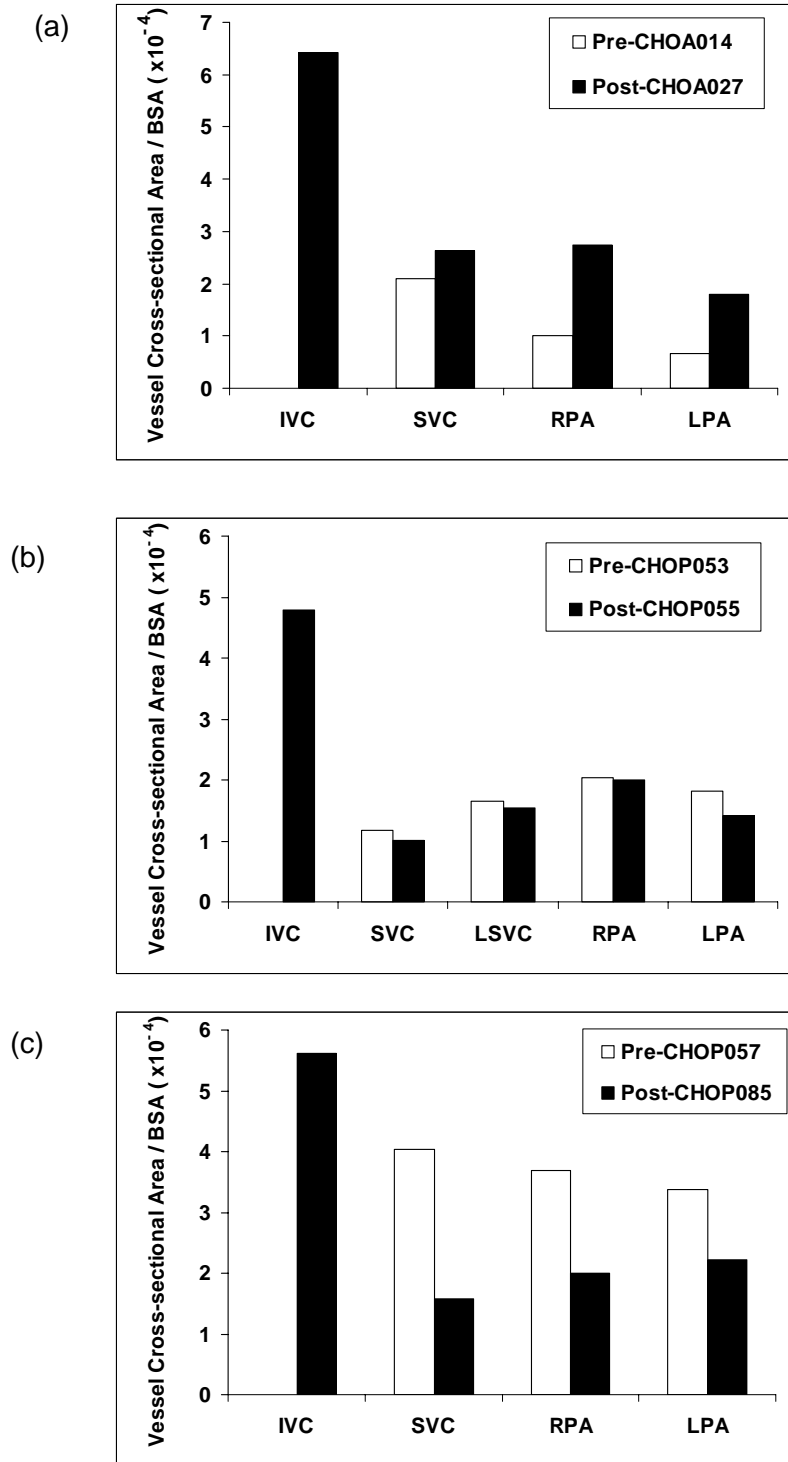 (a)
Vessel Cross-sectional Area / BSA ( x10⁻⁴)
7
6
5
4
3
2
1
0
Pre-CHOA014
Post-CHOA027
IVC SVC RPA LPA
(b)
Vessel Cross-sectional Area / BSA ( x10⁻⁴)
6
5
4
3
2
1
0
Pre-CHOP053
Post-CHOP055
IVC SVC LSVC RPA LPA
(c)
Vessel Cross-sectional Area / BSA ( x10⁻⁴)
6
5
4
3
2
1
0
Pre-CHOP057
Post-CHOP085
IVC SVC RPA LPA